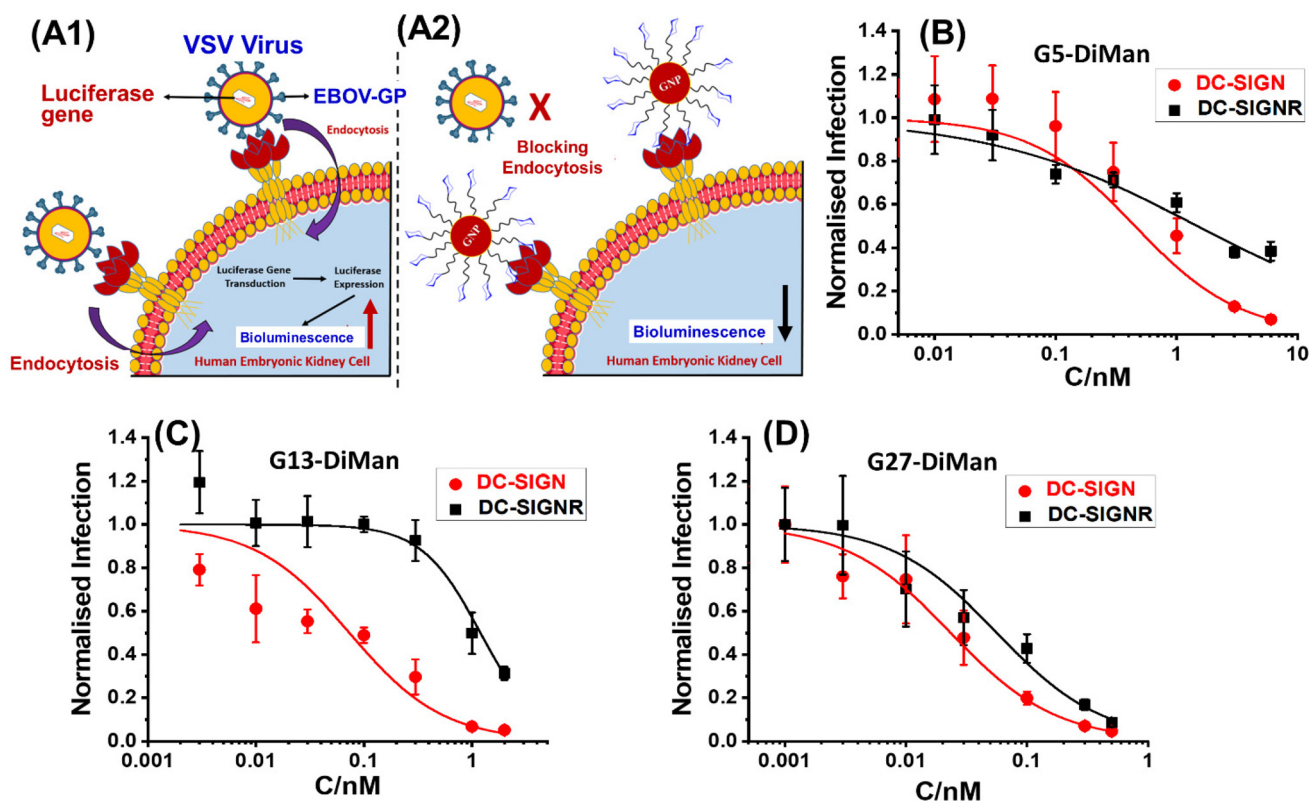 (A1)
VSV Virus
Luciferase
gene
EBOV-GP
Endocytosis
Luciferase Gene
Transduction
Luciferase
Expression
Bioluminescence
Human Embryonic Kidney Cell
Endocytosis
(A2)
GNP
X
Blocking
Endocytosis
GNP
Bioluminescence
Human Embryonic Kidney Cell
(B)
G5-DiMan
DC-SIGN
DC-SIGNR
Normalised Infection
1.4
1.2
1.0
0.8
0.6
0.4
0.2
0.0
0.01
0.1
1
10
C/nM
(C)
G13-DiMan
DC-SIGN
DC-SIGNR
Normalised Infection
1.4
1.2
1.0
0.8
0.6
0.4
0.2
0.0
0.001
0.01
0.1
1
C/nM
(D)
G27-DiMan
DC-SIGN
DC-SIGNR
Normalised Infection
1.4
1.2
1.0
0.8
0.6
0.4
0.2
0.0
0.001
0.01
0.1
1
C/nM